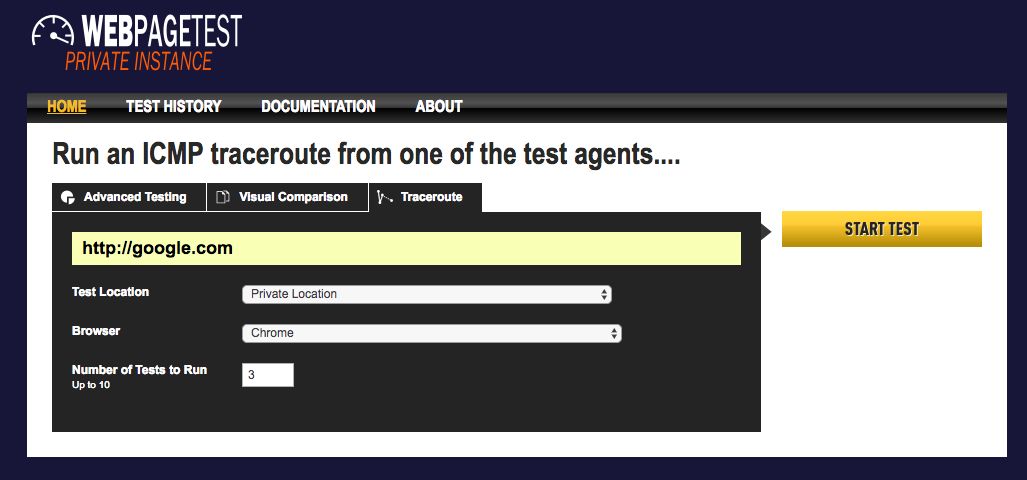 WEBPAGETEST
PRIVATE INSTANCE
HOME TEST HISTORY DOCUMENTATION ABOUT
Run an ICMP traceroute from one of the test agents....
Advanced Testing Visual Comparison Traceroute
http://google.com
START TEST
Test Location Private Location
Browser Chrome
Number of Tests to Run 3
Up to 10